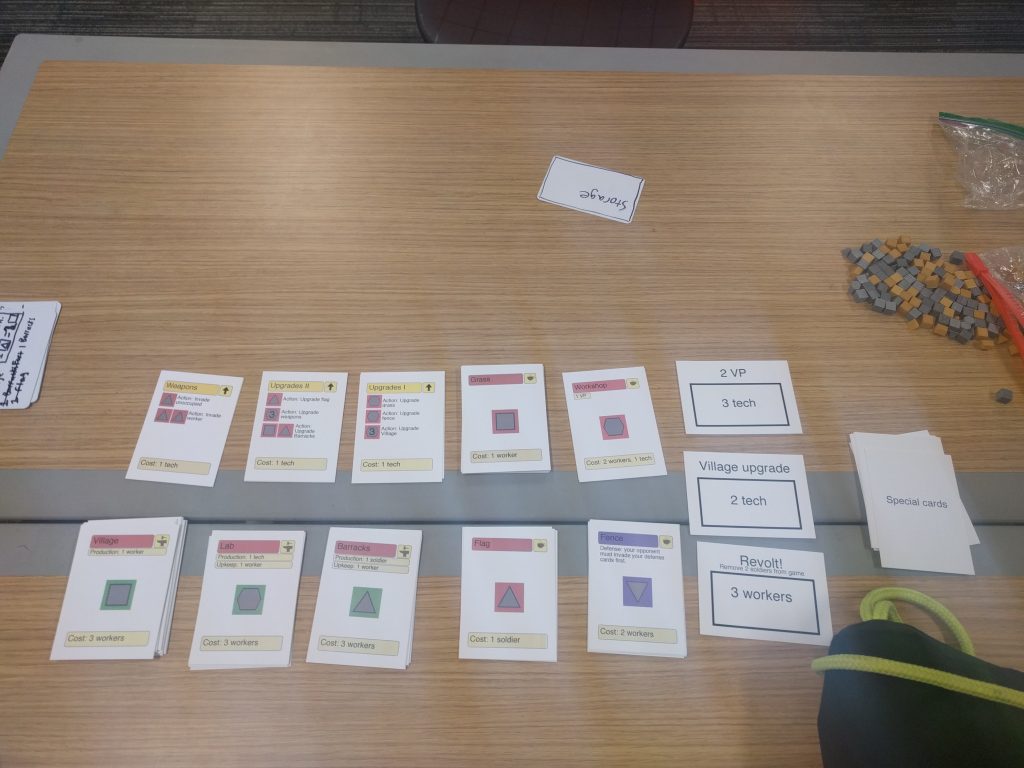 Storage
Weapons
Action: Invade
unoccupied
Action: Invade
worker
Cost: 1 tech
Upgrades II
Action: Upgrade flag
3
Action: Upgrade
weapons
Action:
Upgrade
Barracks
Cost: 1 tech
Upgrades I
Action: Upgrade
grass
Action: Upgrade
fence
3
Action: Upgrade
Village
Cost: 1 tech
Grass
Cost: 1 worker
Workshop
1 VP
Cost: 2 workers, 1 tech
2 VP
3 tech
Village upgrade
2 tech
Revolt!
Remove 2 soldiers from game.
3 workers
Special cards
Village
Production: 1 worker
Cost: 3 workers
Lab
Production: 1 tech
Upkeep: 1 worker
Cost: 3 workers
Barracks
Production: 1 soldier
Upkeep: 1 worker
Cost: 3 workers
Flag
Cost: 1 soldier
Fence
Defense: your opponent
must invade your defense
cards first.
Cost: 2 workers